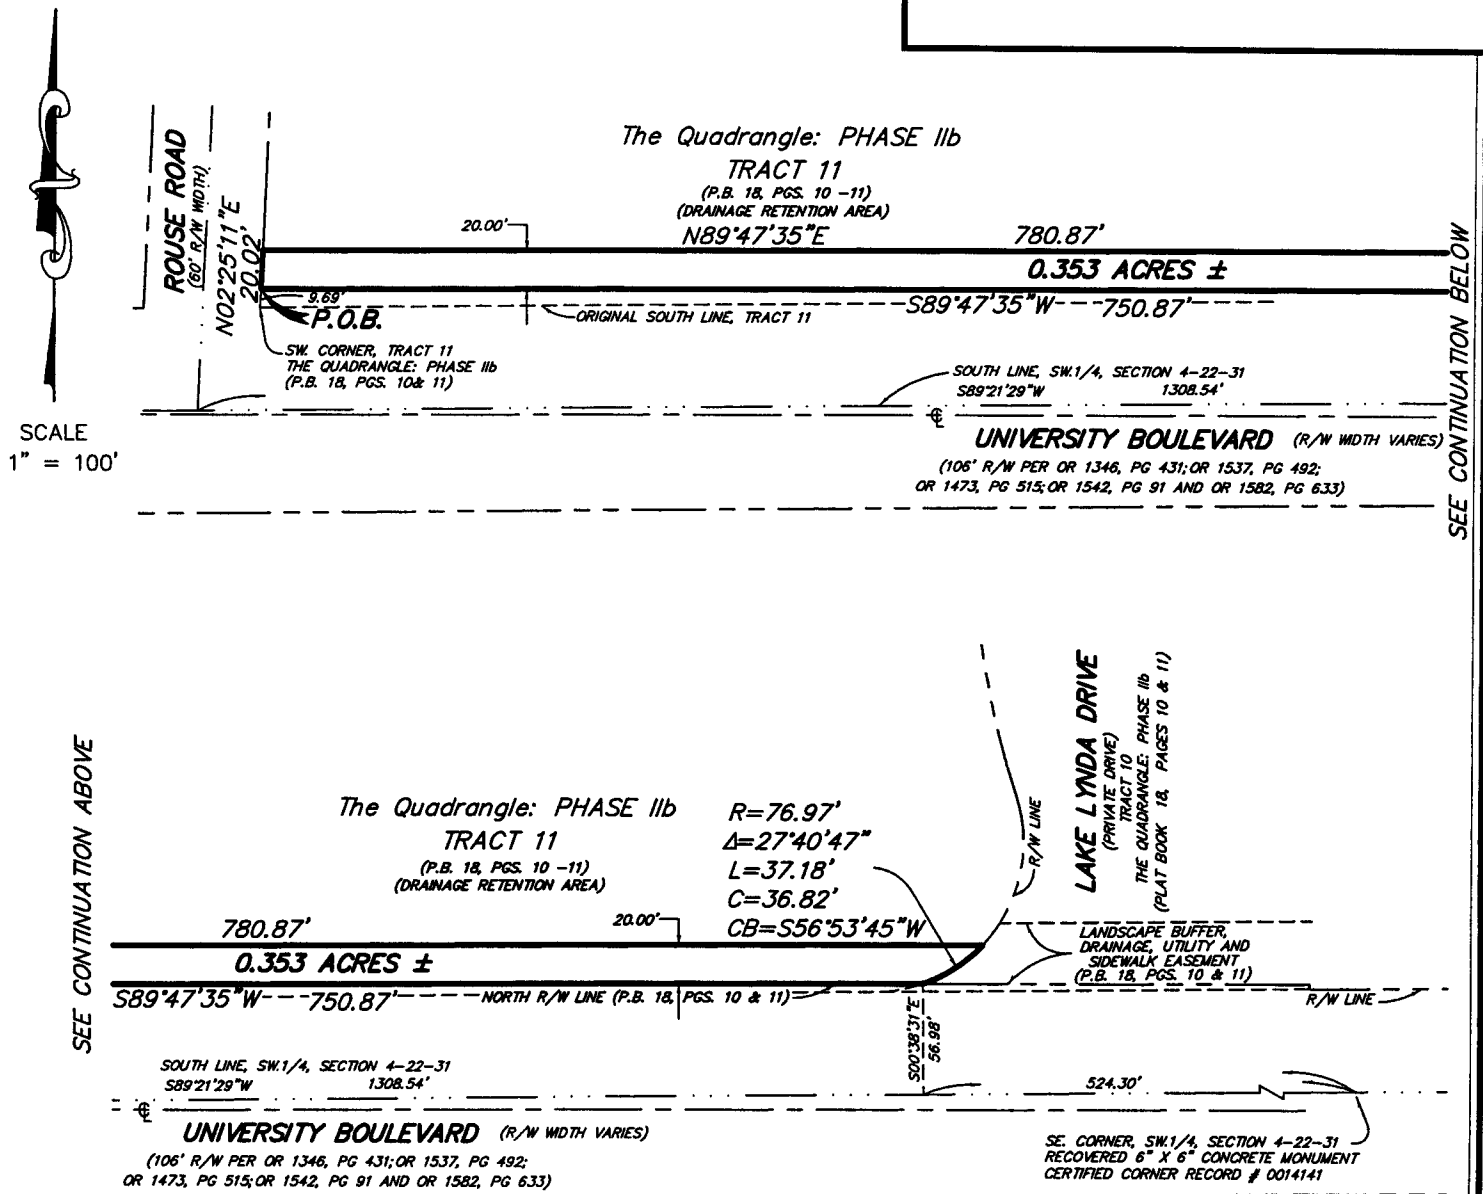 The Quadrangle: PHASE IIb
TRACT 11
(P.B. 18, PGS. 10 -11)
(DRAINAGE RETENTION AREA)
ROUSE ROAD
(60' R/W WIDTH)
N02°25'11"E
20.02'
20.00'
N89°47'35"E
780.87'
0.353 ACRES ±
9.69'
P.O.B.
ORIGINAL SOUTH LINE, TRACT 11
S89°47'35"W
750.87'
SW. CORNER, TRACT 11
THE QUADRANGLE: PHASE IIb
(P.B. 18, PGS. 10& 11)
SOUTH LINE, SW.1/4, SECTION 4-22-31
S89°21'29"W 1308.54'
SCALE
1" = 100'
UNIVERSITY BOULEVARD (R/W WIDTH VARIES)
(106' R/W PER OR 1346, PG 431; OR 1537, PG 492;
OR 1473, PG 515; OR 1542, PG 91 AND OR 1582, PG 633)
SEE CONTINUATION BELOW
SEE CONTINUATION ABOVE
The Quadrangle: PHASE IIb
TRACT 11
(P.B. 18, PGS. 10 -11)
(DRAINAGE RETENTION AREA)
R=76.97'
Δ=27°40'47"
L=37.18'
C=36.82'
CB=S56°53'45"W
R/W LINE
LAKE LYNDA DRIVE
(PRIVATE DRIVE)
TRACT 10
THE QUADRANGLE: PHASE IIb
(PLAT BOOK 18, PAGES 10 & 11)
780.87'
20.00'
0.353 ACRES ±
LANDSCAPE BUFFER,
DRAINAGE, UTILITY AND
SIDEWALK EASEMENT
(P.B. 18, PGS. 10 & 11)
S89°47'35"W
750.87'
NORTH R/W LINE (P.B. 18, PGS. 10 & 11)
R/W LINE
S00°38'31"E
56.98'
SOUTH LINE, SW.1/4, SECTION 4-22-31
S89°21'29"W 1308.54'
524.30'
UNIVERSITY BOULEVARD (R/W WIDTH VARIES)
(106' R/W PER OR 1346, PG 431; OR 1537, PG 492;
OR 1473, PG 515; OR 1542, PG 91 AND OR 1582, PG 633)
SE. CORNER, SW.1/4, SECTION 4-22-31
RECOVERED 6" X 6" CONCRETE MONUMENT
CERTIFIED CORNER RECORD # 0014141